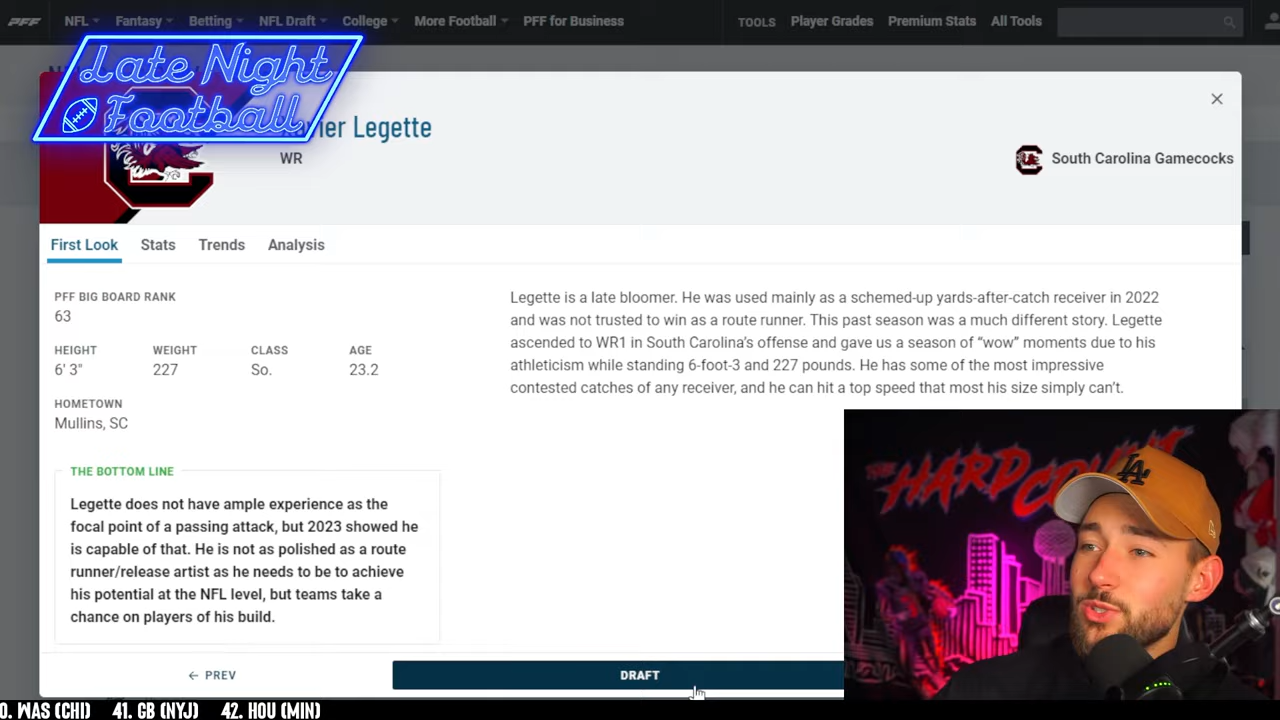 PFF NFL Fantasy Betting NFL Draft College More Football PFF for Business TOOLS Player Grades Premium Stats All Tools
Late Night
Football
Legette
WR
South Carolina Gamecocks
First Look Stats Trends Analysis
PFF BIG BOARD RANK
63
HEIGHT WEIGHT CLASS AGE
6' 3" 227 So. 23.2
HOMETOWN
Mullins, SC
Legette is a late bloomer. He was used mainly as a schemed-up yards-after-catch receiver in 2022
and was not trusted to win as a route runner. This past season was a much different story. Legette
ascended to WR1 in South Carolina's offense and gave us a season of “wow” moments due to his
athleticism while standing 6-foot-3 and 227 pounds. He has some of the most impressive
contested catches of any receiver, and he can hit a top speed that most his size simply can’t.
THE BOTTOM LINE
Legette does not have ample experience as the
focal point of a passing attack, but 2023 showed he
is capable of that. He is not as polished as a route
runner/release artist as he needs to be to achieve
his potential at the NFL level, but teams take a
chance on players of his build.
← PREV
DRAFT
THE HARD COUNT
LA
0. WAS (CHI) 41. GB (NYJ) 42. HOU (MIN)